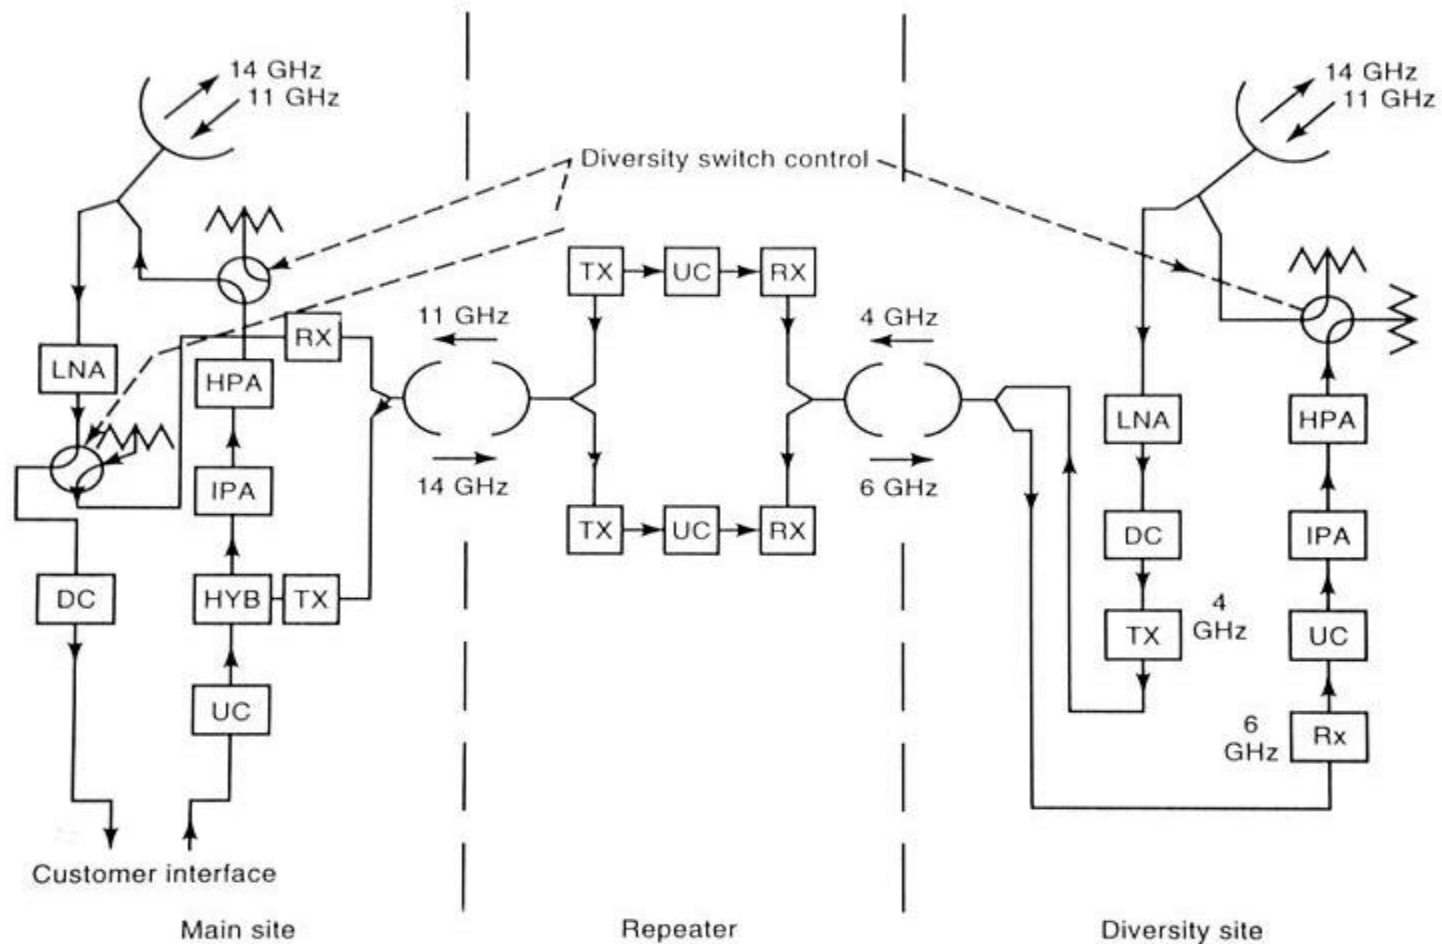 14 GHz
11 GHz
14 GHz
11 GHz
Diversity switch control
TX
UC
RX
11 GHz
4 GHz
RX
LNA
HPA
LNA
HPA
IPA
14 GHz
6 GHz
TX
UC
RX
DC
IPA
DC
HYB
TX
TX
4
GHz
UC
UC
6
GHz
Rx
Customer interface
Main site
Repeater
Diversity site